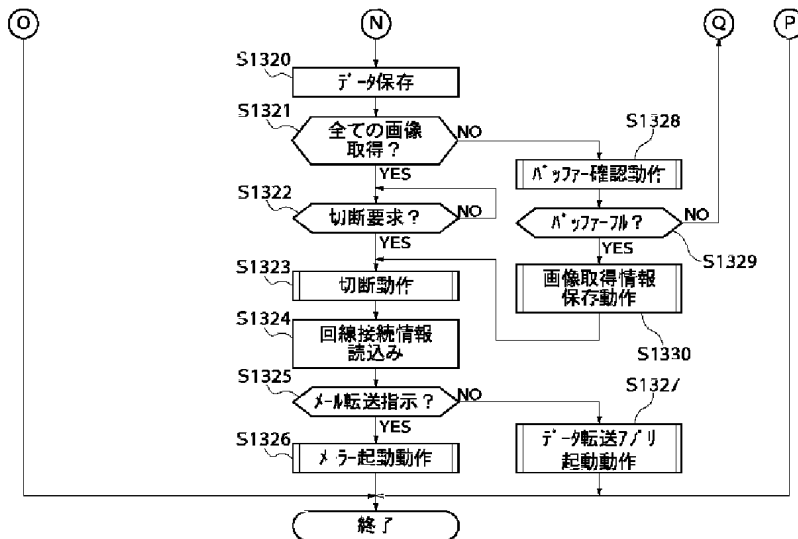 O
N
Q
P
S1320
データ保存
S1321
全ての画像
取得？
NO
YES
S1328
バッファー確認動作
S1322
切断要求？
NO
YES
バッファーフル？
NO
YES
S1329
S1323
切断動作
画像取得情報
保存動作
S1330
S1324
回線接続情報
読込み
S1325
メール転送指示？
NO
YES
S1327
S1326
メーラー起動動作
データ転送アプリ
起動動作
終了